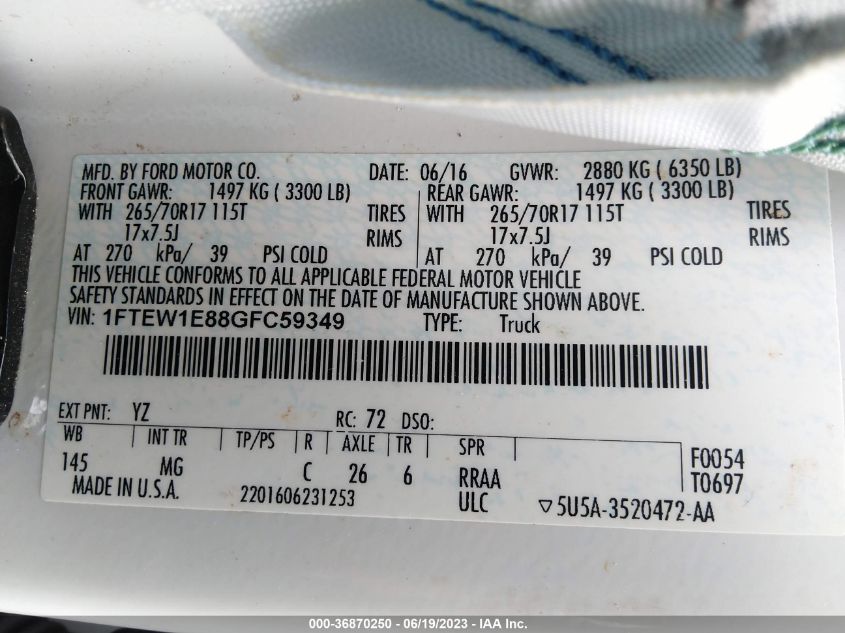 MFD. BY FORD MOTOR CO. DATE: 06/16 GVWR: 2880 KG ( 6350 LB)
FRONT GAWR: 1497 KG ( 3300 LB) REAR GAWR: 1497 KG ( 3300 LB)
WITH 265/70R17 115T TIRES WITH 265/70R17 115T TIRES
17x7.5J RIMS 17x7.5J RIMS
AT 270 kPa/ 39 PSI COLD AT 270 kPa/ 39 PSI COLD
THIS VEHICLE CONFORMS TO ALL APPLICABLE FEDERAL MOTOR VEHICLE
SAFETY STANDARDS IN EFFECT ON THE DATE OF MANUFACTURE SHOWN ABOVE.
VIN: 1FTEW1E88GFC59349 TYPE: Truck
EXT PNT: YZ RC: 72 DSO:
WB INT TR TP/PS R AXLE TR SPR
145 MG C 26 6 RRAA F0054
MADE IN U.S.A. 2201606231253 ULC T0697
▽5U5A-3520472-AA
000-36870250 - 06/19/2023 - IAA Inc.